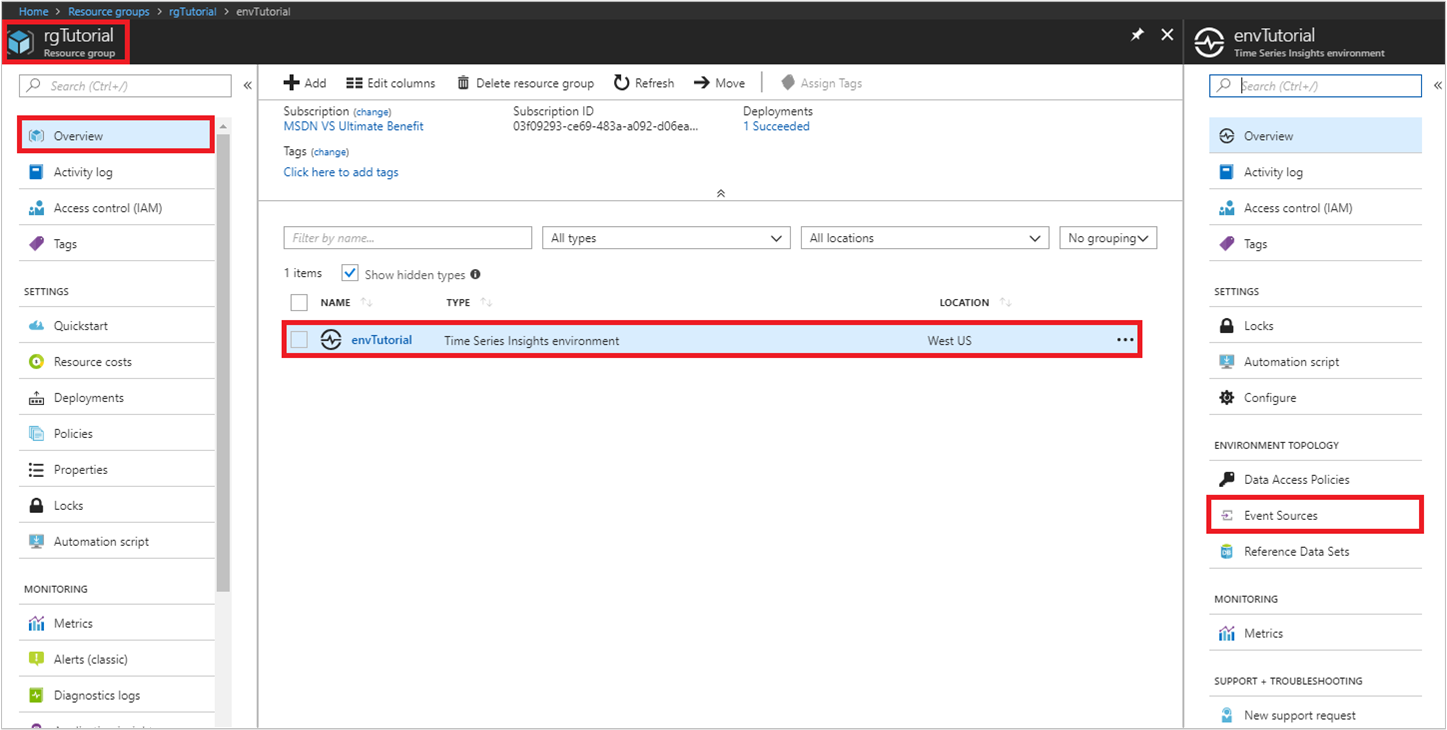 Home > Resource groups > rgTutorial > envTutorial
rgTutorial
Resource group
Search (Ctrl+/)
Overview
Activity log
Access control (IAM)
Tags
SETTINGS
Quickstart
Resource costs
Deployments
Policies
Properties
Locks
Automation script
MONITORING
Metrics
Alerts (classic)
Diagnostics logs
Add Edit columns Delete resource group Refresh Move Assign Tags
Subscription (change) Subscription ID Deployments
MSDN VS Ultimate Benefit 03f09293-ce69-483a-a092-d06ea... 1 Succeeded
Tags (change)
Click here to add tags
Filter by name... All types All locations No grouping
1 items Show hidden types
NAME TYPE LOCATION
envTutorial Time Series Insights environment West US
envTutorial
Time Series Insights environment
Search (Ctrl+/)
Overview
Activity log
Access control (IAM)
Tags
SETTINGS
Locks
Automation script
Configure
ENVIRONMENT TOPOLOGY
Data Access Policies
Event Sources
Reference Data Sets
MONITORING
Metrics
SUPPORT + TROUBLESHOOTING
New support request